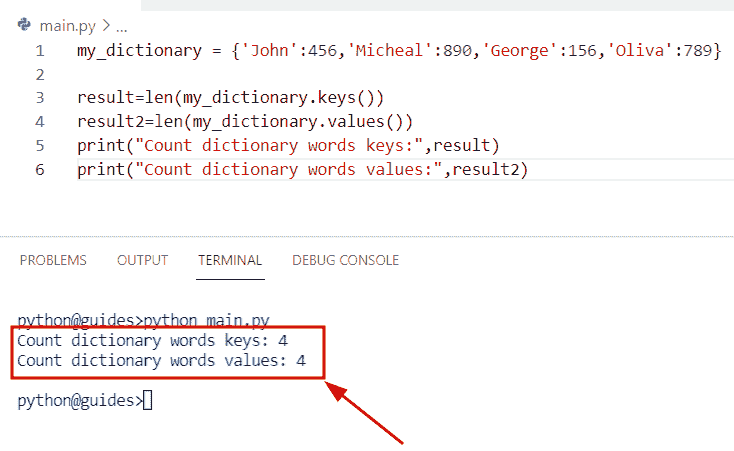 main.py > ...
1 my_dictionary = {'John':456,'Micheal':890,'George':156,'Oliva':789}
2
3 result=len(my_dictionary.keys())
4 result2=len(my_dictionary.values())
5 print("Count dictionary words keys:",result)
6 print("Count dictionary words values:",result2)
PROBLEMS OUTPUT TERMINAL DEBUG CONSOLE
python@guides>python main.py
Count dictionary words keys: 4
Count dictionary words values: 4
python@guides>